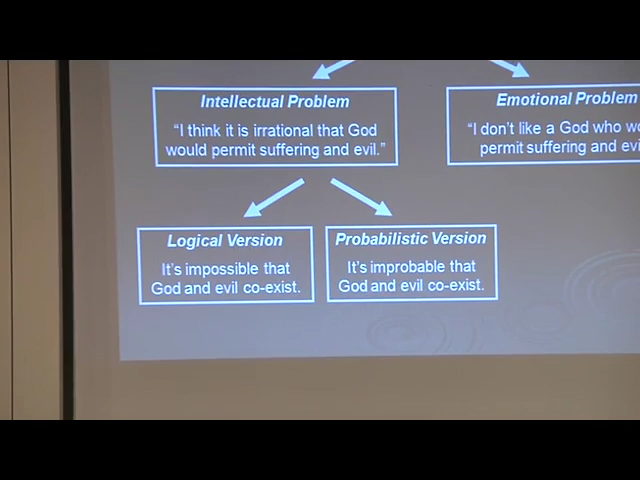 Intellectual Problem
"I think it is irrational that God
would permit suffering and evil."
Emotional Problem
"I don't like a God who
permit suffering and
Logical Version
It's impossible that
God and evil co-exist.
Probabilistic Version
It's improbable that
God and evil co-exist.